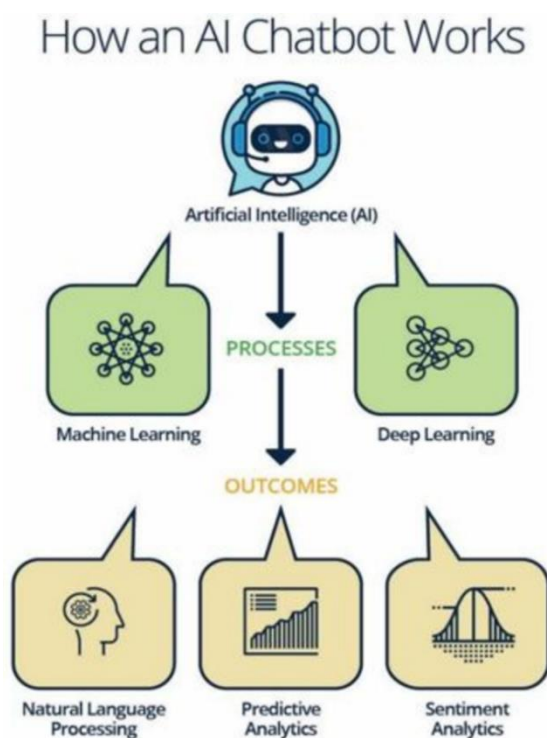 How an AI Chatbot Works
Artificial Intelligence (AI)
PROCESSES
Machine Learning
Deep Learning
OUTCOMES
Natural Language
Processing
Predictive
Analytics
Sentiment
Analytics